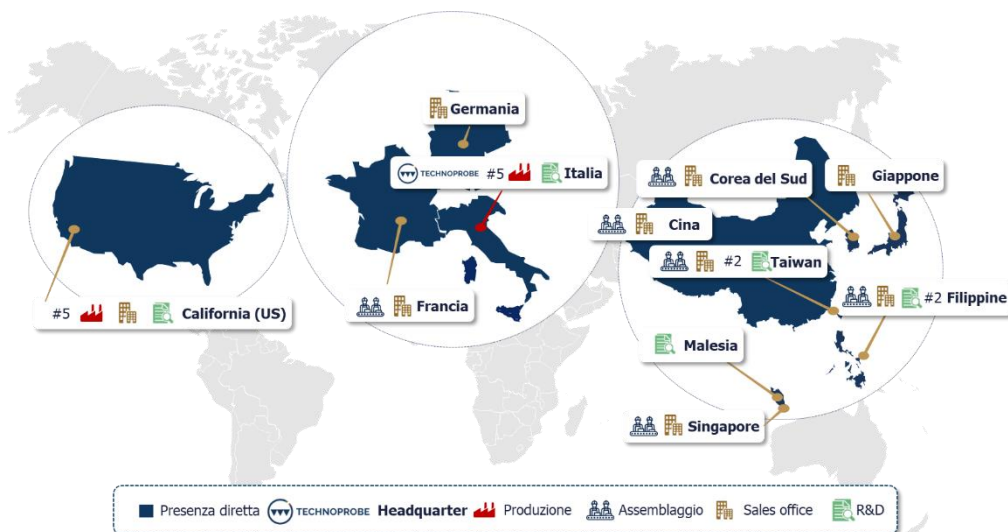 Germania
TECHNOPROBE #5 Italia
Corea del Sud
Giappone
Cina
#2 Taiwan
#2 Filippine
Francia
#5 California (US)
Malesia
Singapore
Presenza diretta TECHNOPROBE Headquarter Produzione Assemblaggio Sales office R&D